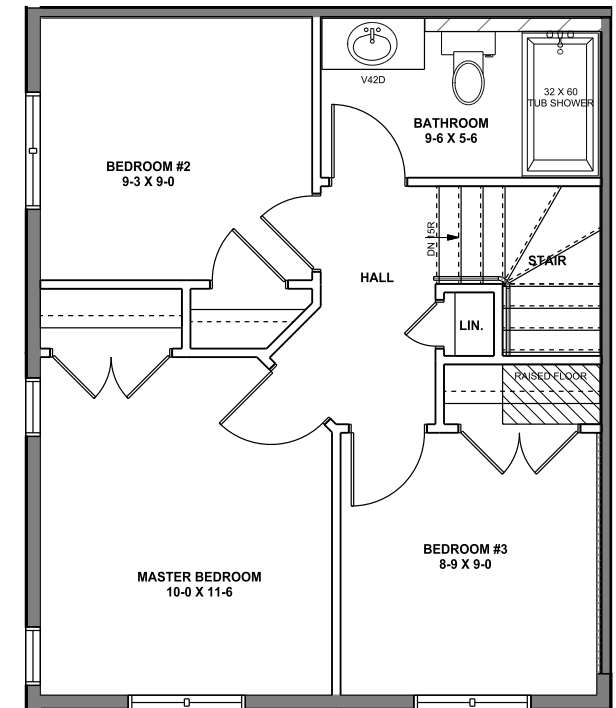 V42D
32 X 60
TUB SHOWER
BATHROOM
9-6 X 5-6
BEDROOM #2
9-3 X 9-0
DN 15R
STAIR
HALL
LIN.
RAISED FLOOR
BEDROOM #3
8-9 X 9-0
MASTER BEDROOM
10-0 X 11-6